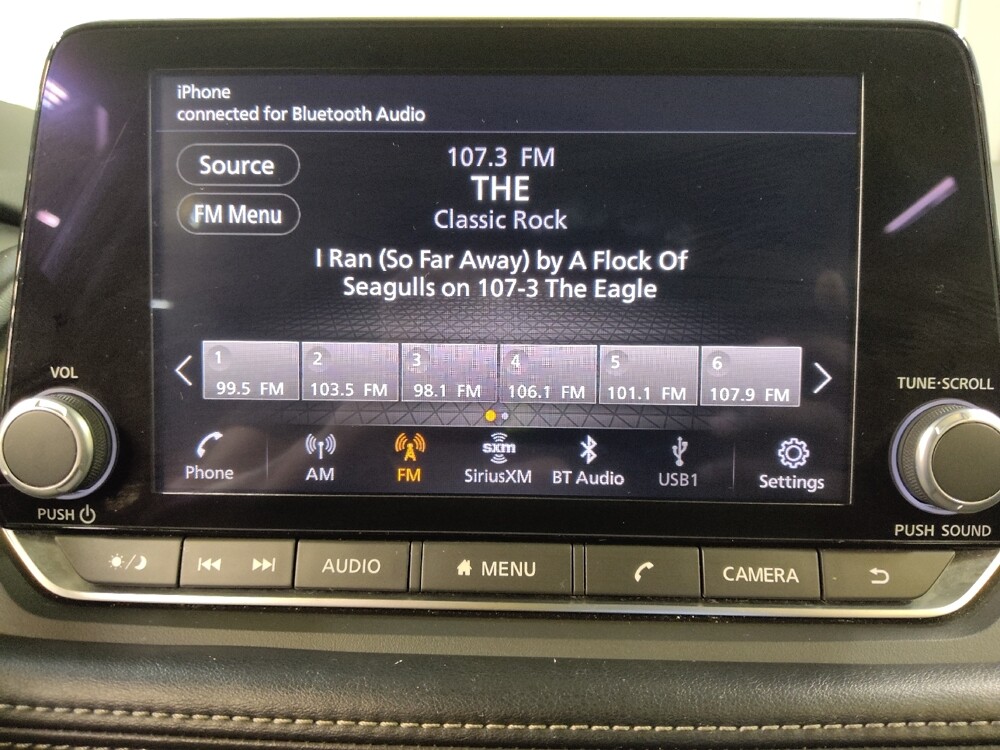 iPhone
connected for Bluetooth Audio
Source
107.3 FM
THE
FM Menu
Classic Rock
I Ran (So Far Away) by A Flock Of
Seagulls on 107-3 The Eagle
1 2 3 4 5 6
99.5 FM 103.5 FM 98.1 FM 106.1 FM 101.1 FM 107.9 FM
VOL
TUNE·SCROLL
sxm
Phone AM FM SiriusXM BT Audio USB1 Settings
PUSH
PUSH SOUND
AUDIO MENU CAMERA